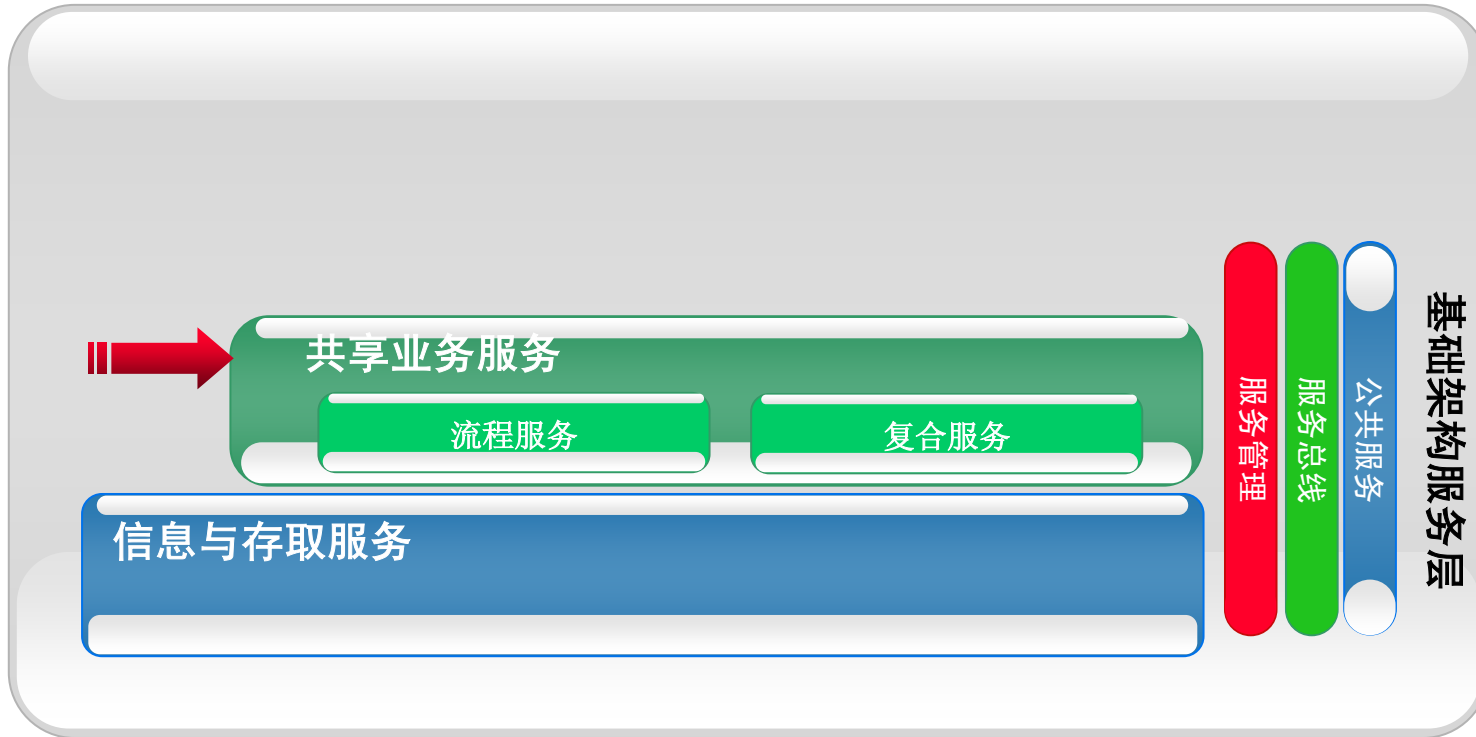 共享业务服务
流程服务
复合服务
信息与存取服务
服务管理
服务总线
公共服务
基础架构服务层